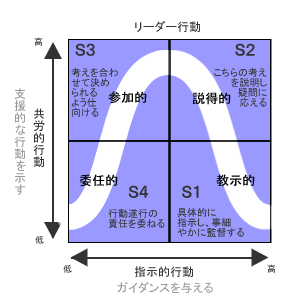 リーダー行動
高
S3
S2
考えを合わ
せて決め
られる
よう仕
向ける
こちらの考え
を説明し
疑問に
応える
参加的
説得的
支援的な行動を示す
共労的行動
委任的
教示的
S4
S1
行動遂行の
責任を委ねる
具体的に
指示し、事細
やかに監督する
低
低
高
指示的行動
ガイダンスを与える